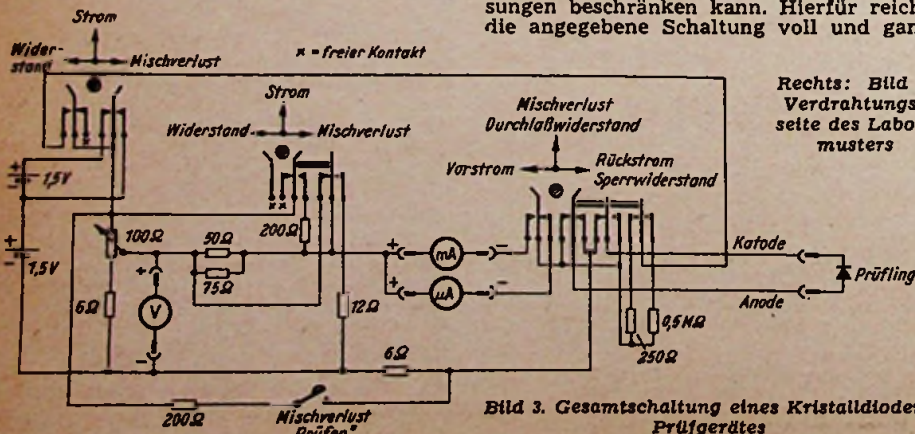 sungen beschränken kann. Hierfür reich
die angegebene Schaltung voll und gan
Strom
Wider-
stand
Mischverlust
x = freier Kontakt
Strom
Widerstand
Mischverlust
Mischverlust
Durchlaßwiderstand
Vorstrom
Rückstrom
Sperrwiderstand
Rechts: Bild
Verdrahtungs
seite des Labo
musters
+
-
1,5V
+
-
1,5V
100Ω
6Ω
+
V
-
50Ω
75Ω
200Ω
12Ω
+
mA
-
+
µA
-
Katode
Anode
Prüfling
0,5MΩ
250Ω
6Ω
200Ω
Mischverlust
Prüfen"
Bild 3. Gesamtschaltung eines Kristalldioden
Prüfgerätes